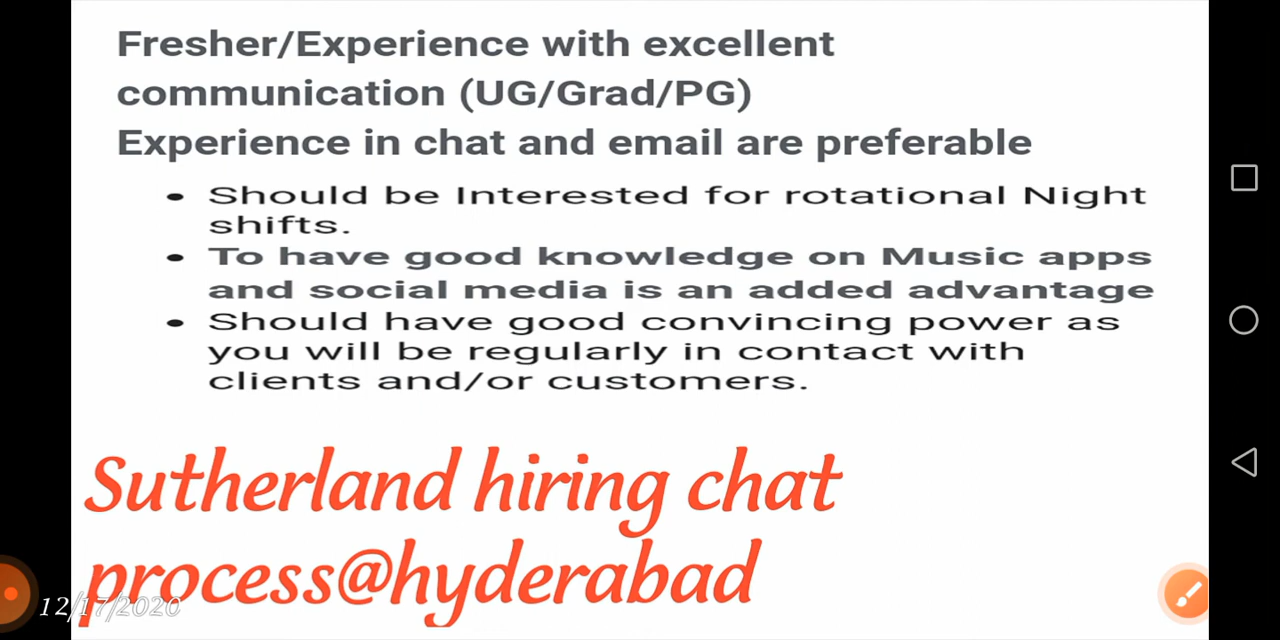 Fresher/Experience with excellent
communication (UG/Grad/PG)
Experience in chat and email are preferable
• Should be Interested for rotational Night
shifts.
• To have good knowledge on Music apps
and social media is an added advantage
• Should have good convincing power as
you will be regularly in contact with
clients and/or customers.
Sutherland hiring chat
process@hyderabad
12/17/2020